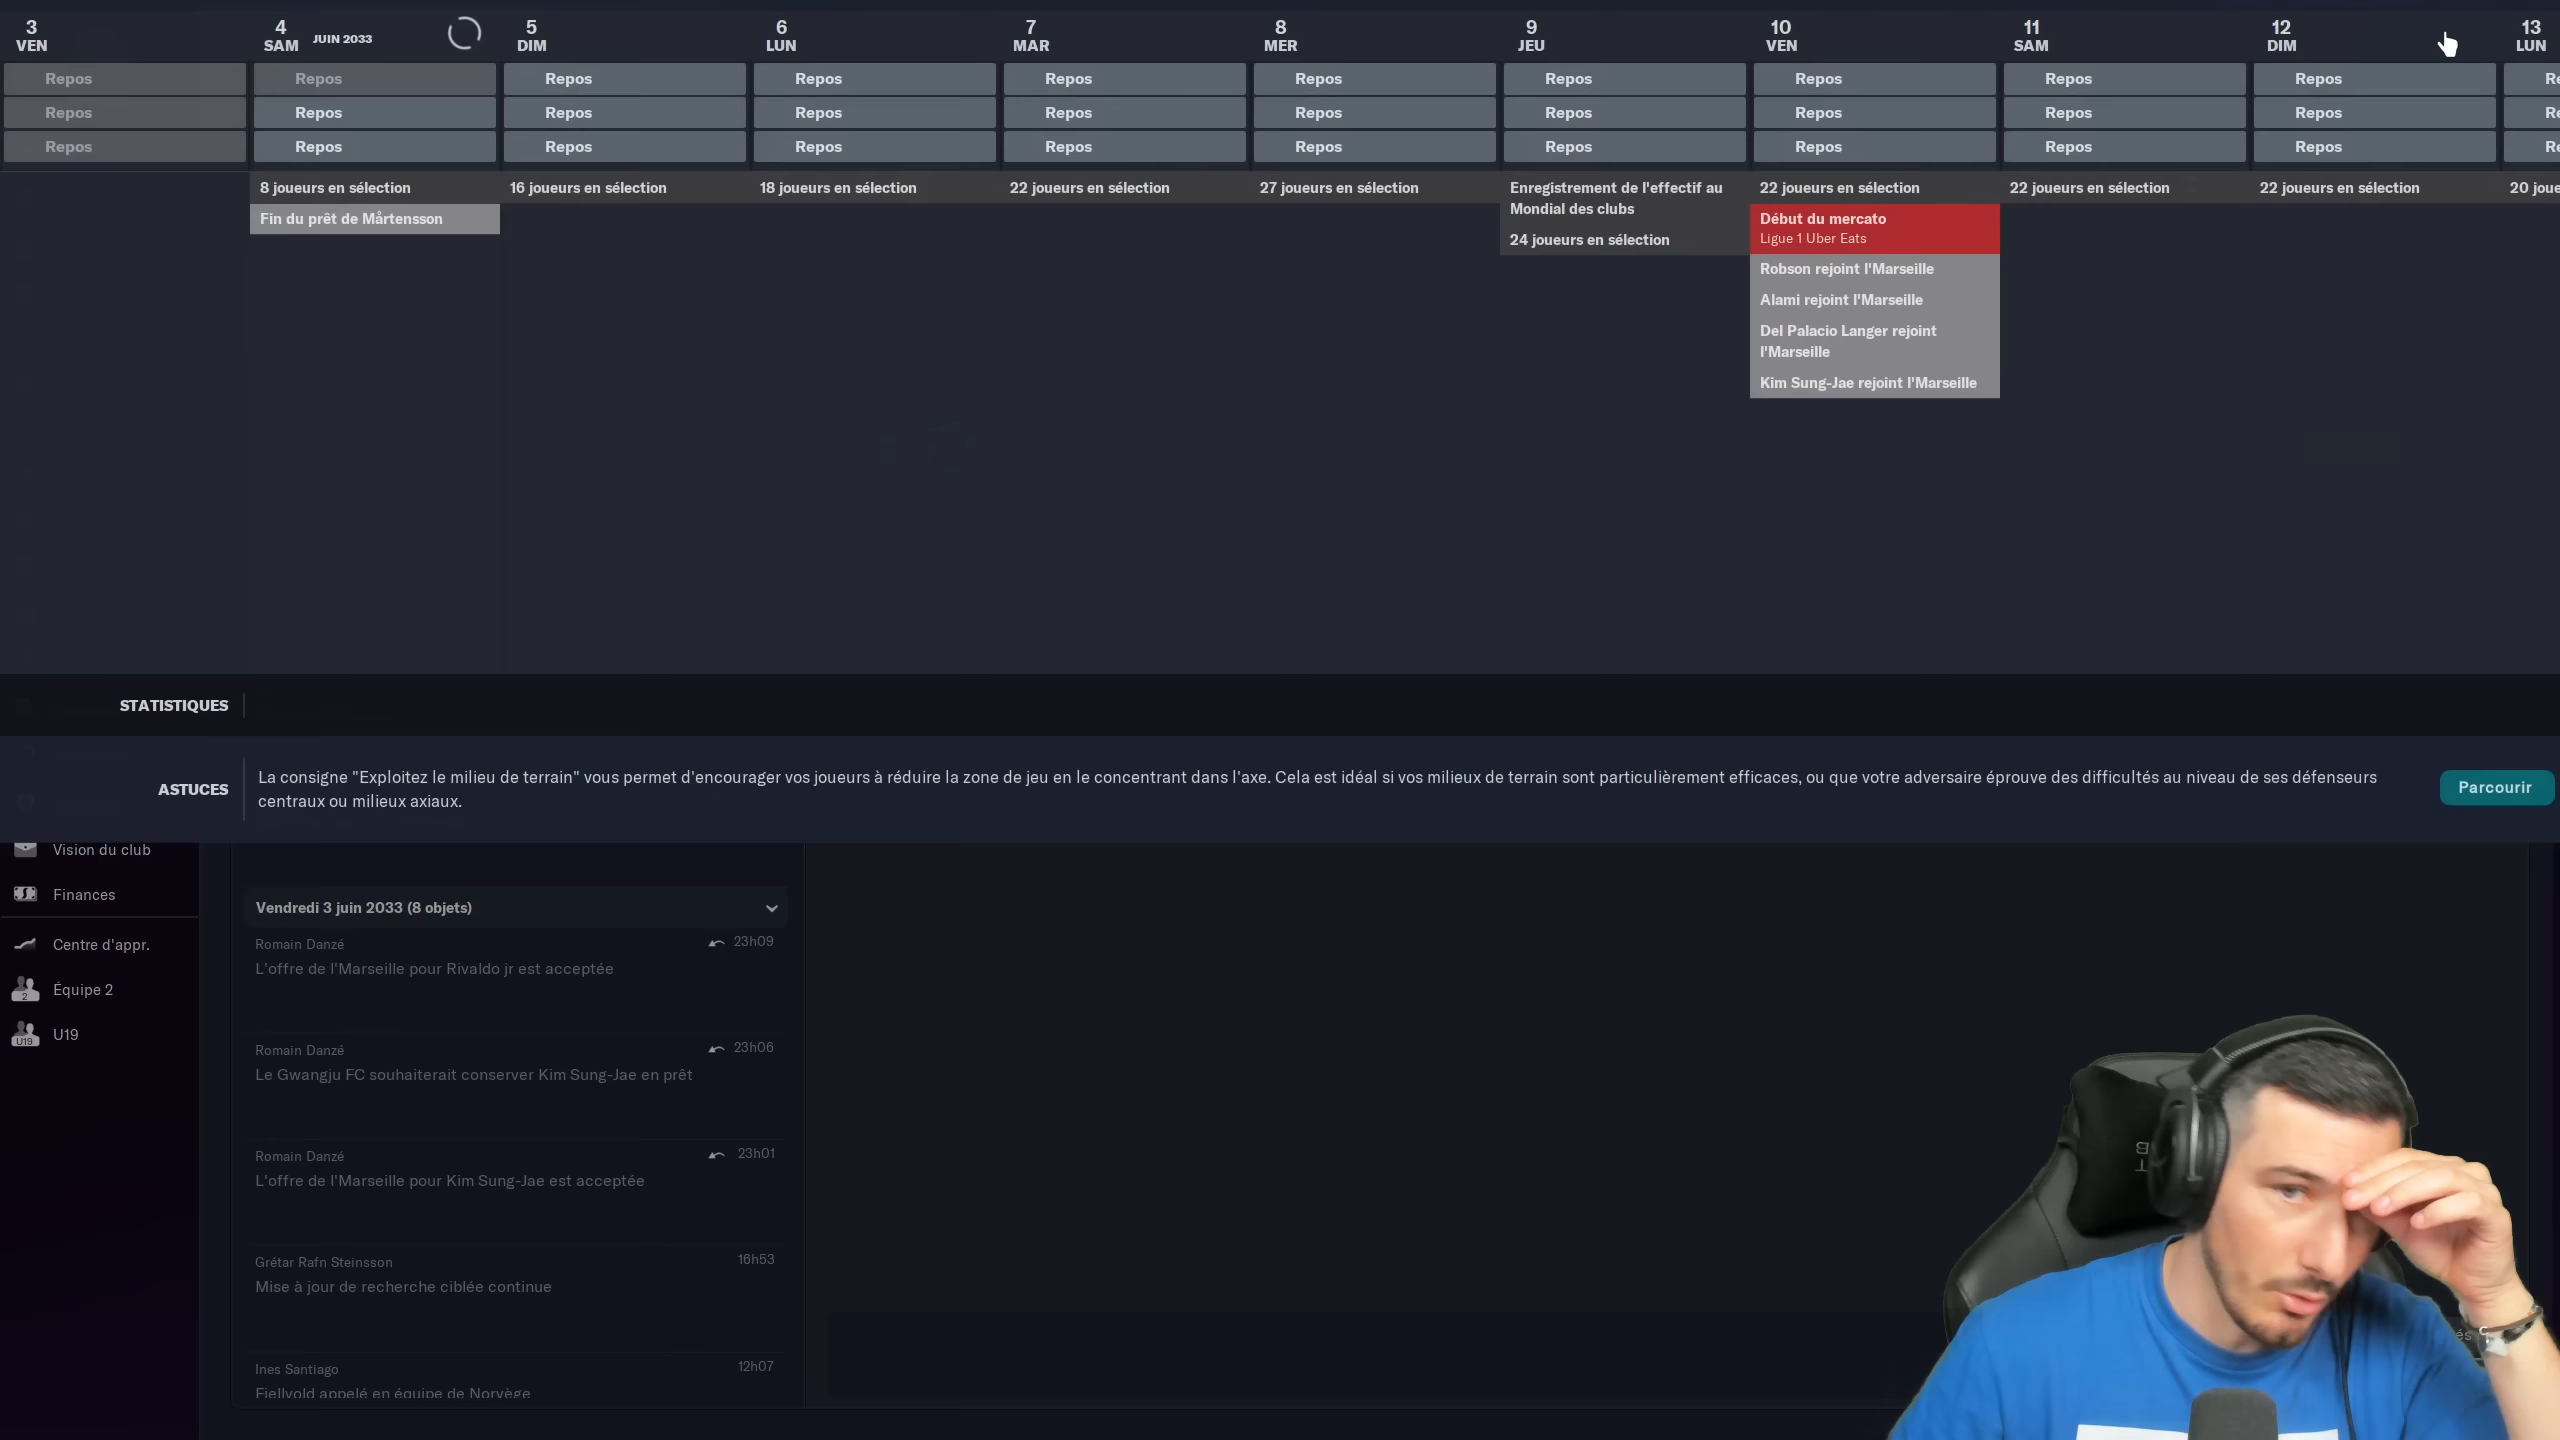 3
VEN
4
SAM JUIN 2033
5
DIM
6
LUN
7
MAR
8
MER
9
JEU
10
VEN
11
SAM
12
DIM
13
LUN
Repos Repos Repos Repos Repos Repos Repos Repos Repos Repos
Repos Repos Repos Repos Repos Repos Repos Repos Repos Repos
Repos Repos Repos Repos Repos Repos Repos Repos Repos Repos
8 joueurs en sélection
Fin du prêt de Mårtensson
16 joueurs en sélection
18 joueurs en sélection
22 joueurs en sélection
27 joueurs en sélection
Enregistrement de l'effectif au
Mondial des clubs
24 joueurs en sélection
22 joueurs en sélection
Début du mercato
Ligue 1 Uber Eats
Robson rejoint l'Marseille
Alami rejoint l'Marseille
Del Palacio Langer rejoint
l'Marseille
Kim Sung-Jae rejoint l'Marseille
22 joueurs en sélection
22 joueurs en sélection
20 joue
STATISTIQUES
ASTUCES
La consigne "Exploitez le milieu de terrain" vous permet d'encourager vos joueurs à réduire la zone de jeu en le concentrant dans l'axe. Cela est idéal si vos milieux de terrain sont particulièrement efficaces, ou que votre adversaire éprouve des difficultés au niveau de ses défenseurs
centraux ou milieux axiaux.
Parcourir
Vision du club
Finances
Centre d'appr.
2
Équipe 2
U19
U19
Vendredi 3 juin 2033 (8 objets)
Romain Danzé 23h09
L'offre de l'Marseille pour Rivaldo jr est acceptée
Romain Danzé 23h06
Le Gwangju FC souhaiterait conserver Kim Sung-Jae en prêt
Romain Danzé 23h01
L'offre de l'Marseille pour Kim Sung-Jae est acceptée
Grétar Rafn Steinsson 16h53
Mise à jour de recherche ciblée continue
Ines Santiago 12h07
Fjellvold appelé en équipe de Norvège